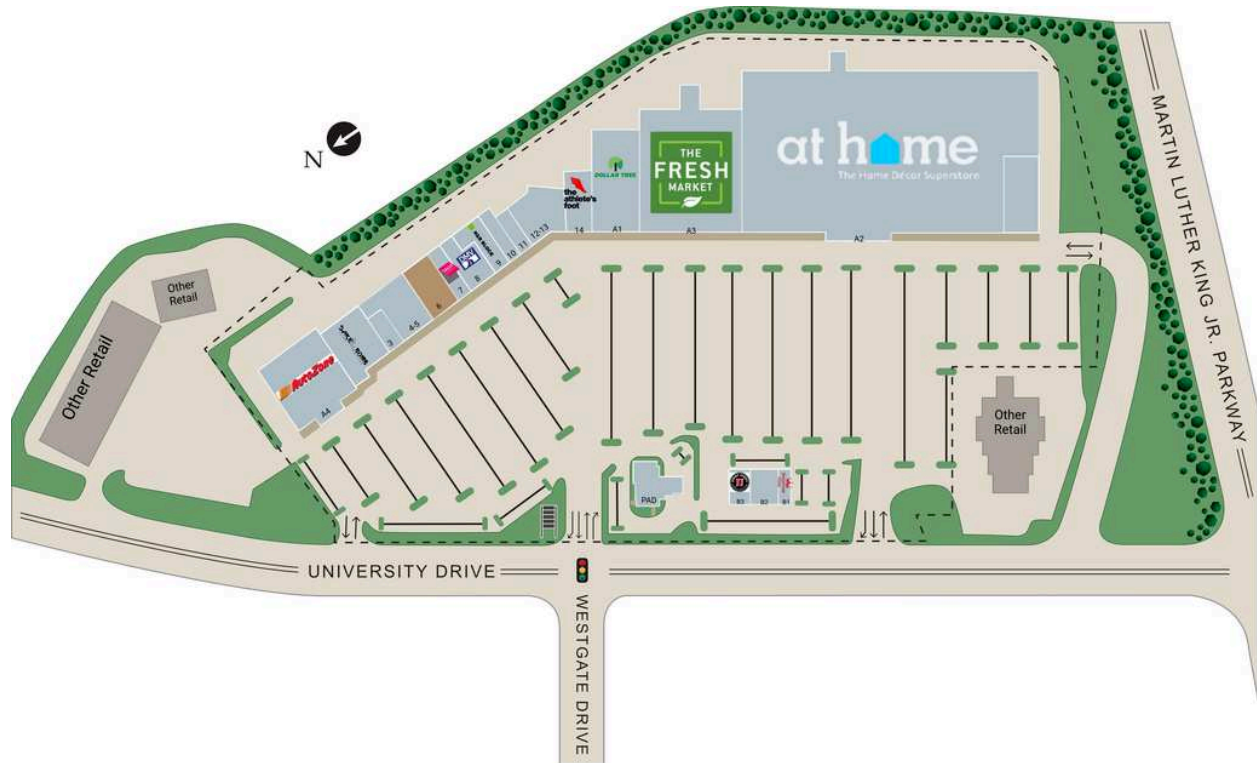 MARTIN LUTHER KING JR. PARKWAY
N
at home
The Home Décor Superstore
THE
FRESH
MARKET
DOLLAR TREE
the
athlete's
foot
H&R BLOCK
14
A1
A3
A2
12-13
11
10
9
8
7
6
4-5
3
AutoZone
A4
Other
Retail
Other Retail
Other
Retail
PAD
B3
B2
B1
UNIVERSITY DRIVE
WESTGATE DRIVE